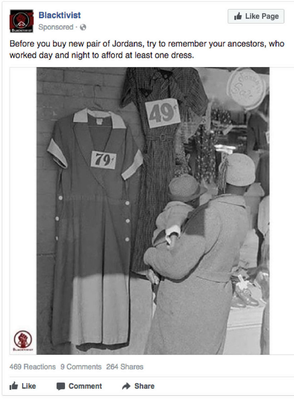 Blacktivist
Like Page
Sponsored ·
Before you buy new pair of Jordans, try to remember your ancestors, who
worked day and night to afford at least one dress.
49¢
79¢
BLACKTIVIST
469 Reactions 9 Comments 264 Shares
Like Comment Share